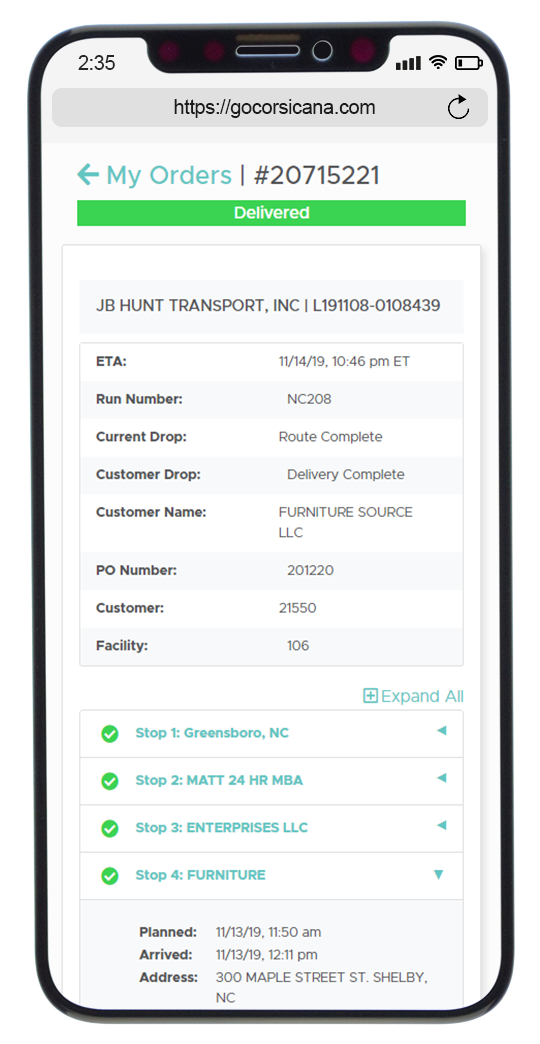 2:35
https://gocorsicana.com
My Orders | #20715221
Delivered
JB HUNT TRANSPORT, INC | L191108-0108439
ETA: 11/14/19, 10:46 pm ET
Run Number: NC208
Current Drop: Route Complete
Customer Drop: Delivery Complete
Customer Name: FURNITURE SOURCE
LLC
PO Number: 201220
Customer: 21550
Facility: 106
Expand All
Stop 1: Greensboro, NC
Stop 2: MATT 24 HR MBA
Stop 3: ENTERPRISES LLC
Stop 4: FURNITURE
Planned: 11/13/19, 11:50 am
Arrived: 11/13/19, 12:11 pm
Address: 300 MAPLE STREET ST. SHELBY,
NC